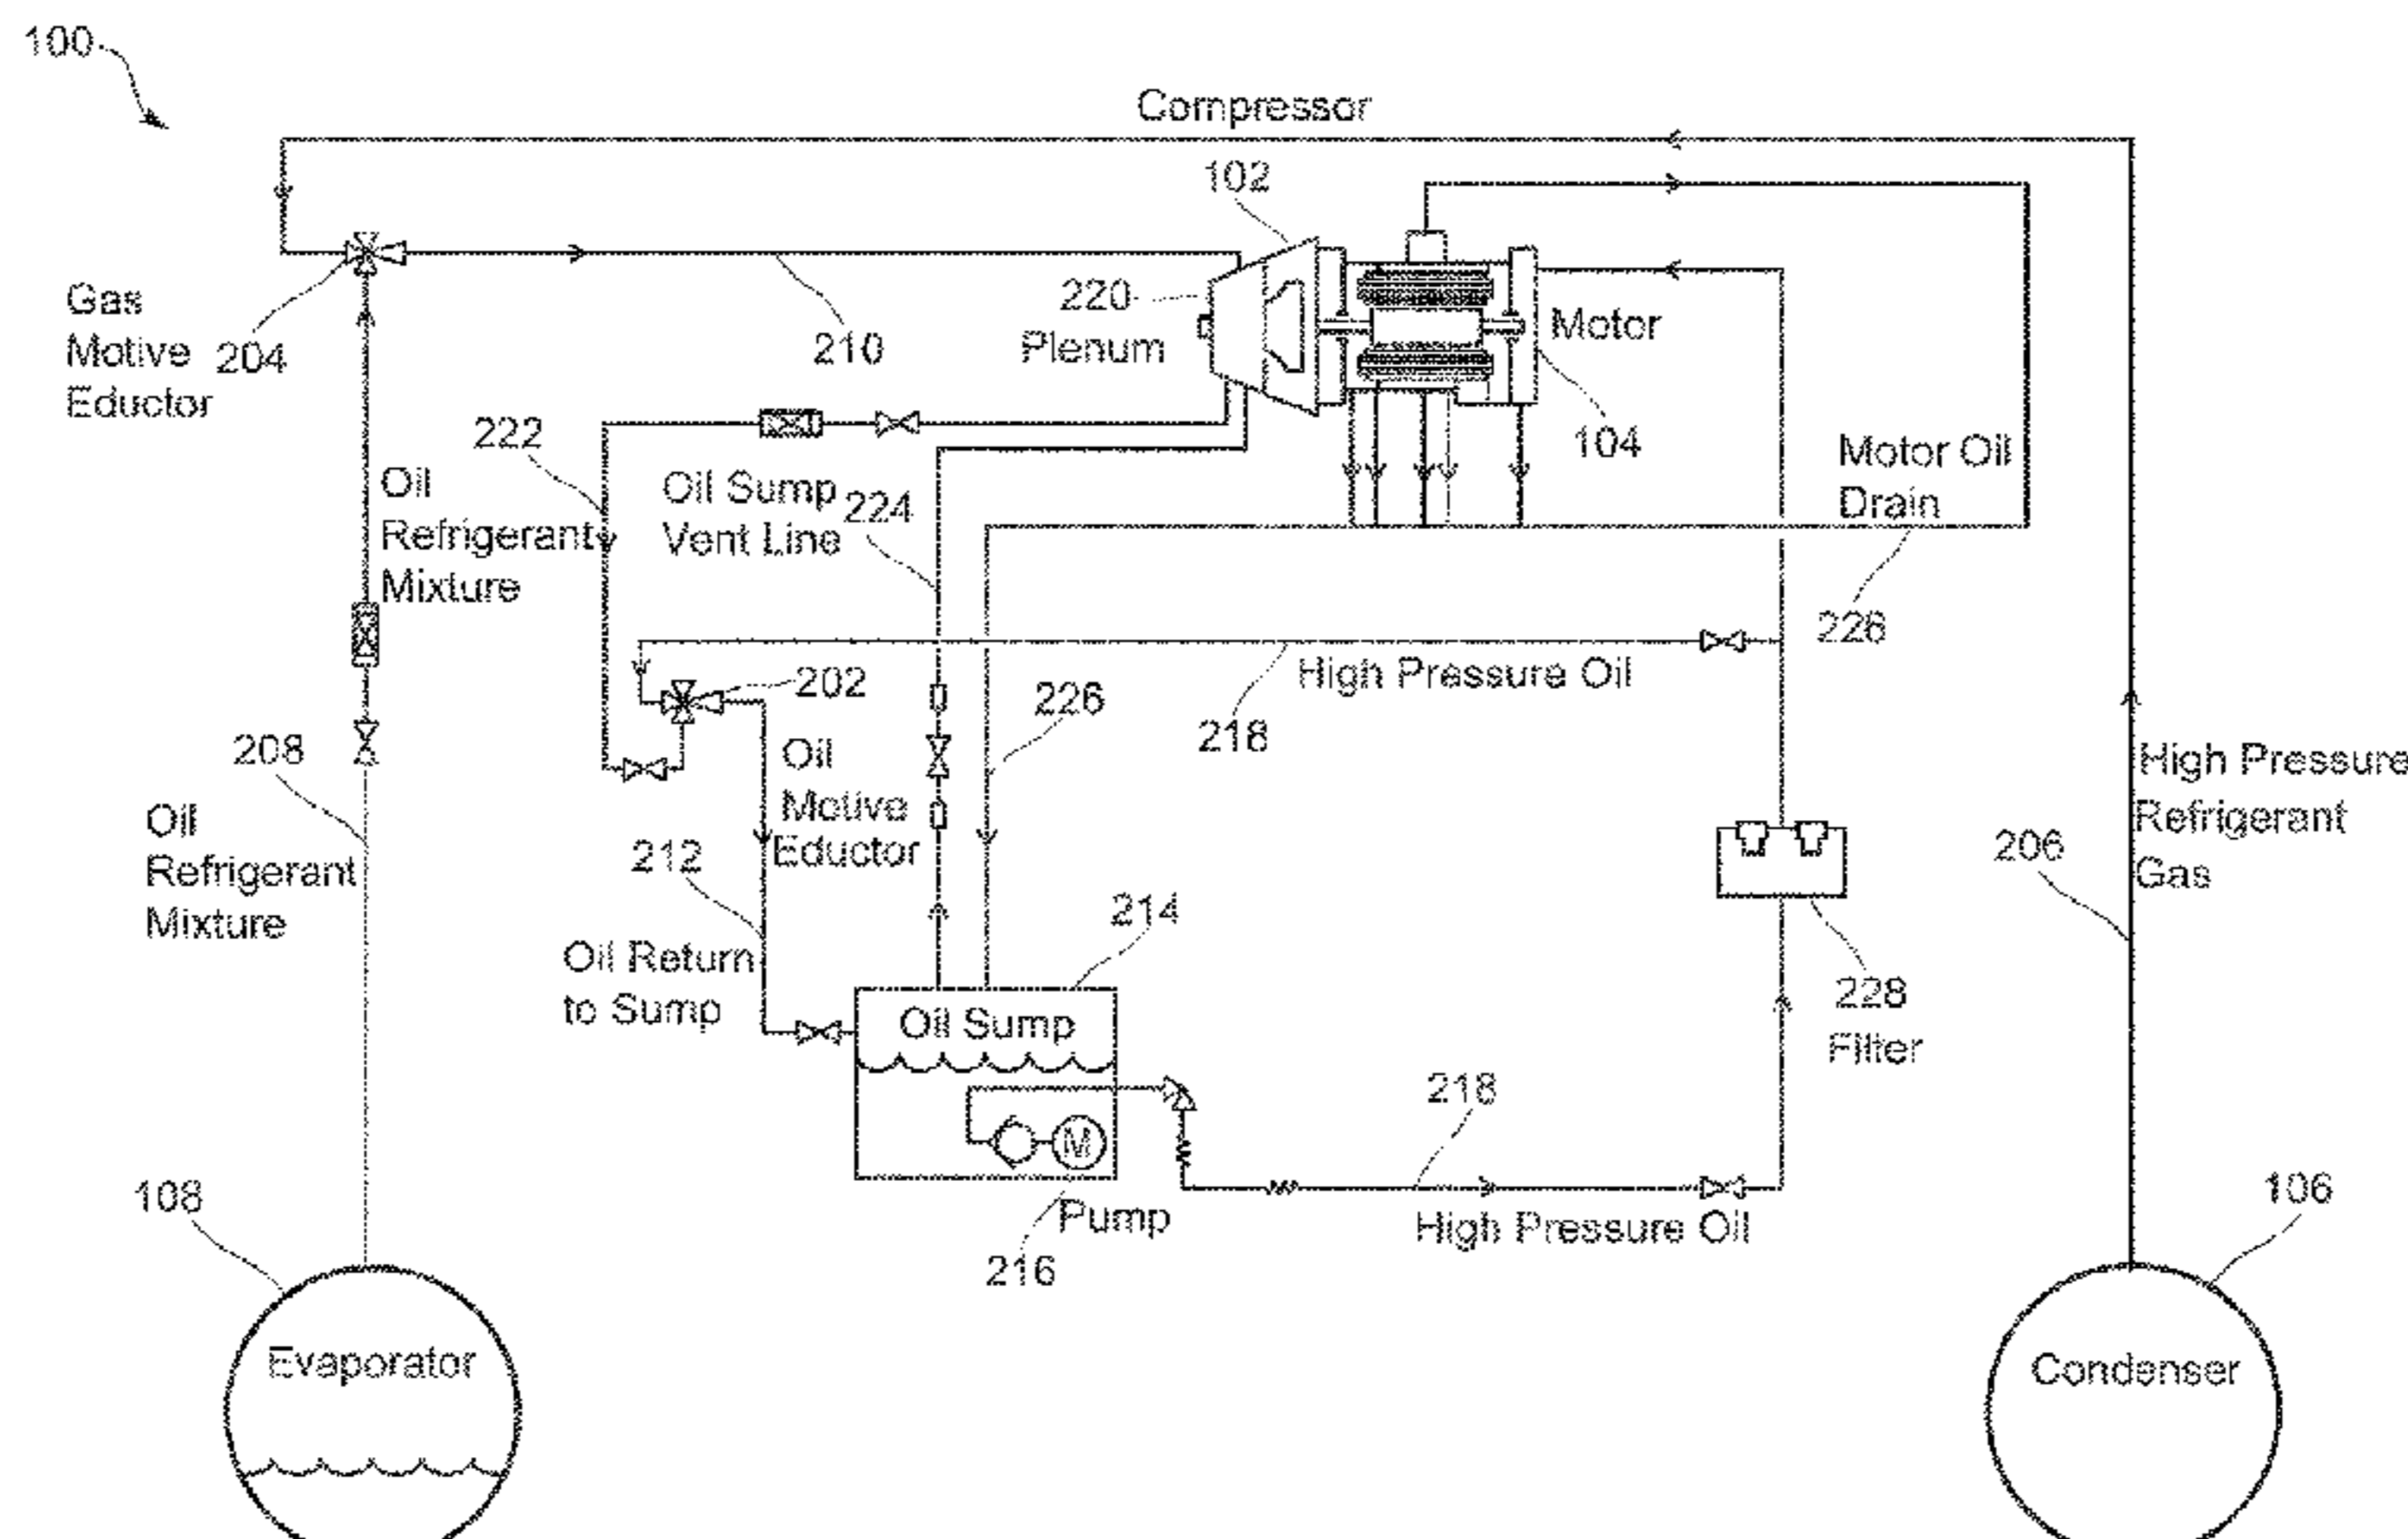 100
Compressor
102
220
Plenum
Motor
104
Gas
Motive
Eductor
204
210
222
Oil
Refrigerant
Mixture
Oil Sump
Vent Line
224
Motor Oil
Drain
226
High Pressure Oil
218
202
226
208
Oil
Motive
Eductor
High Pressure
Refrigerant
Gas
206
Oil
Refrigerant
Mixture
212
214
Oil Return
to Sump
Oil Sump
228
Filter
M
218
High Pressure Oil
Pump
216
108
Evaporator
106
Condenser